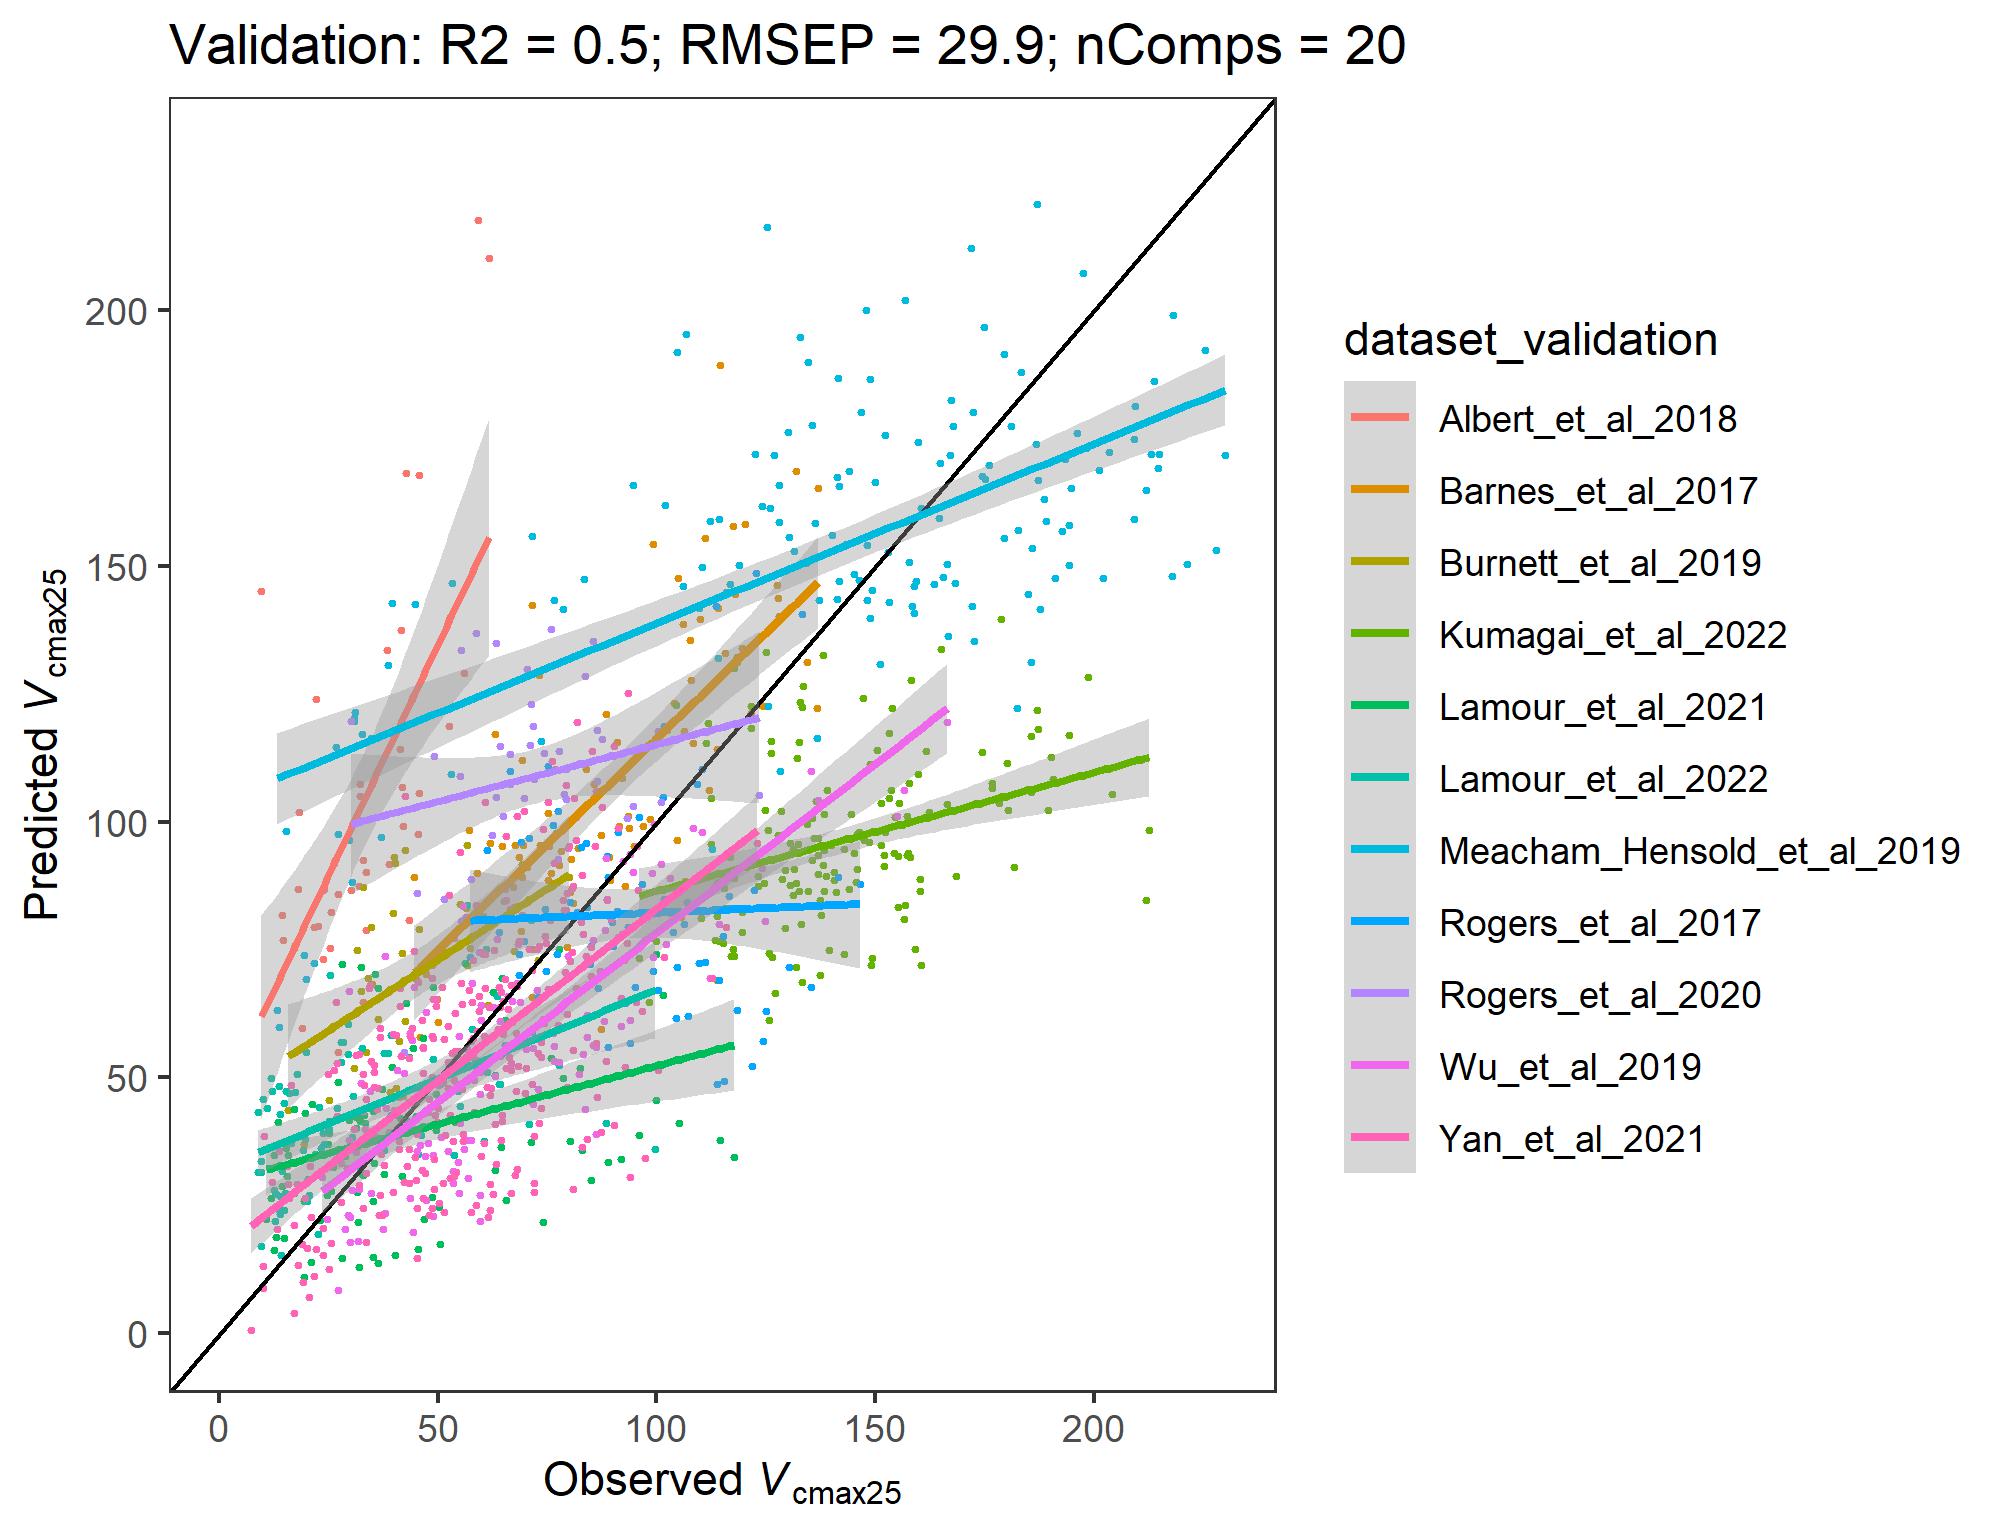 Validation: R2 = 0.5; RMSEP = 29.9; nComps = 20
200
150
100
50
0
Predicted Vcmax25
0 50 100 150 200
Observed Vcmax25
dataset_validation
Albert_et_al_2018
Barnes_et_al_2017
Burnett_et_al_2019
Kumagai_et_al_2022
Lamour_et_al_2021
Lamour_et_al_2022
Meacham_Hensold_et_al_2019
Rogers_et_al_2017
Rogers_et_al_2020
Wu_et_al_2019
Yan_et_al_2021